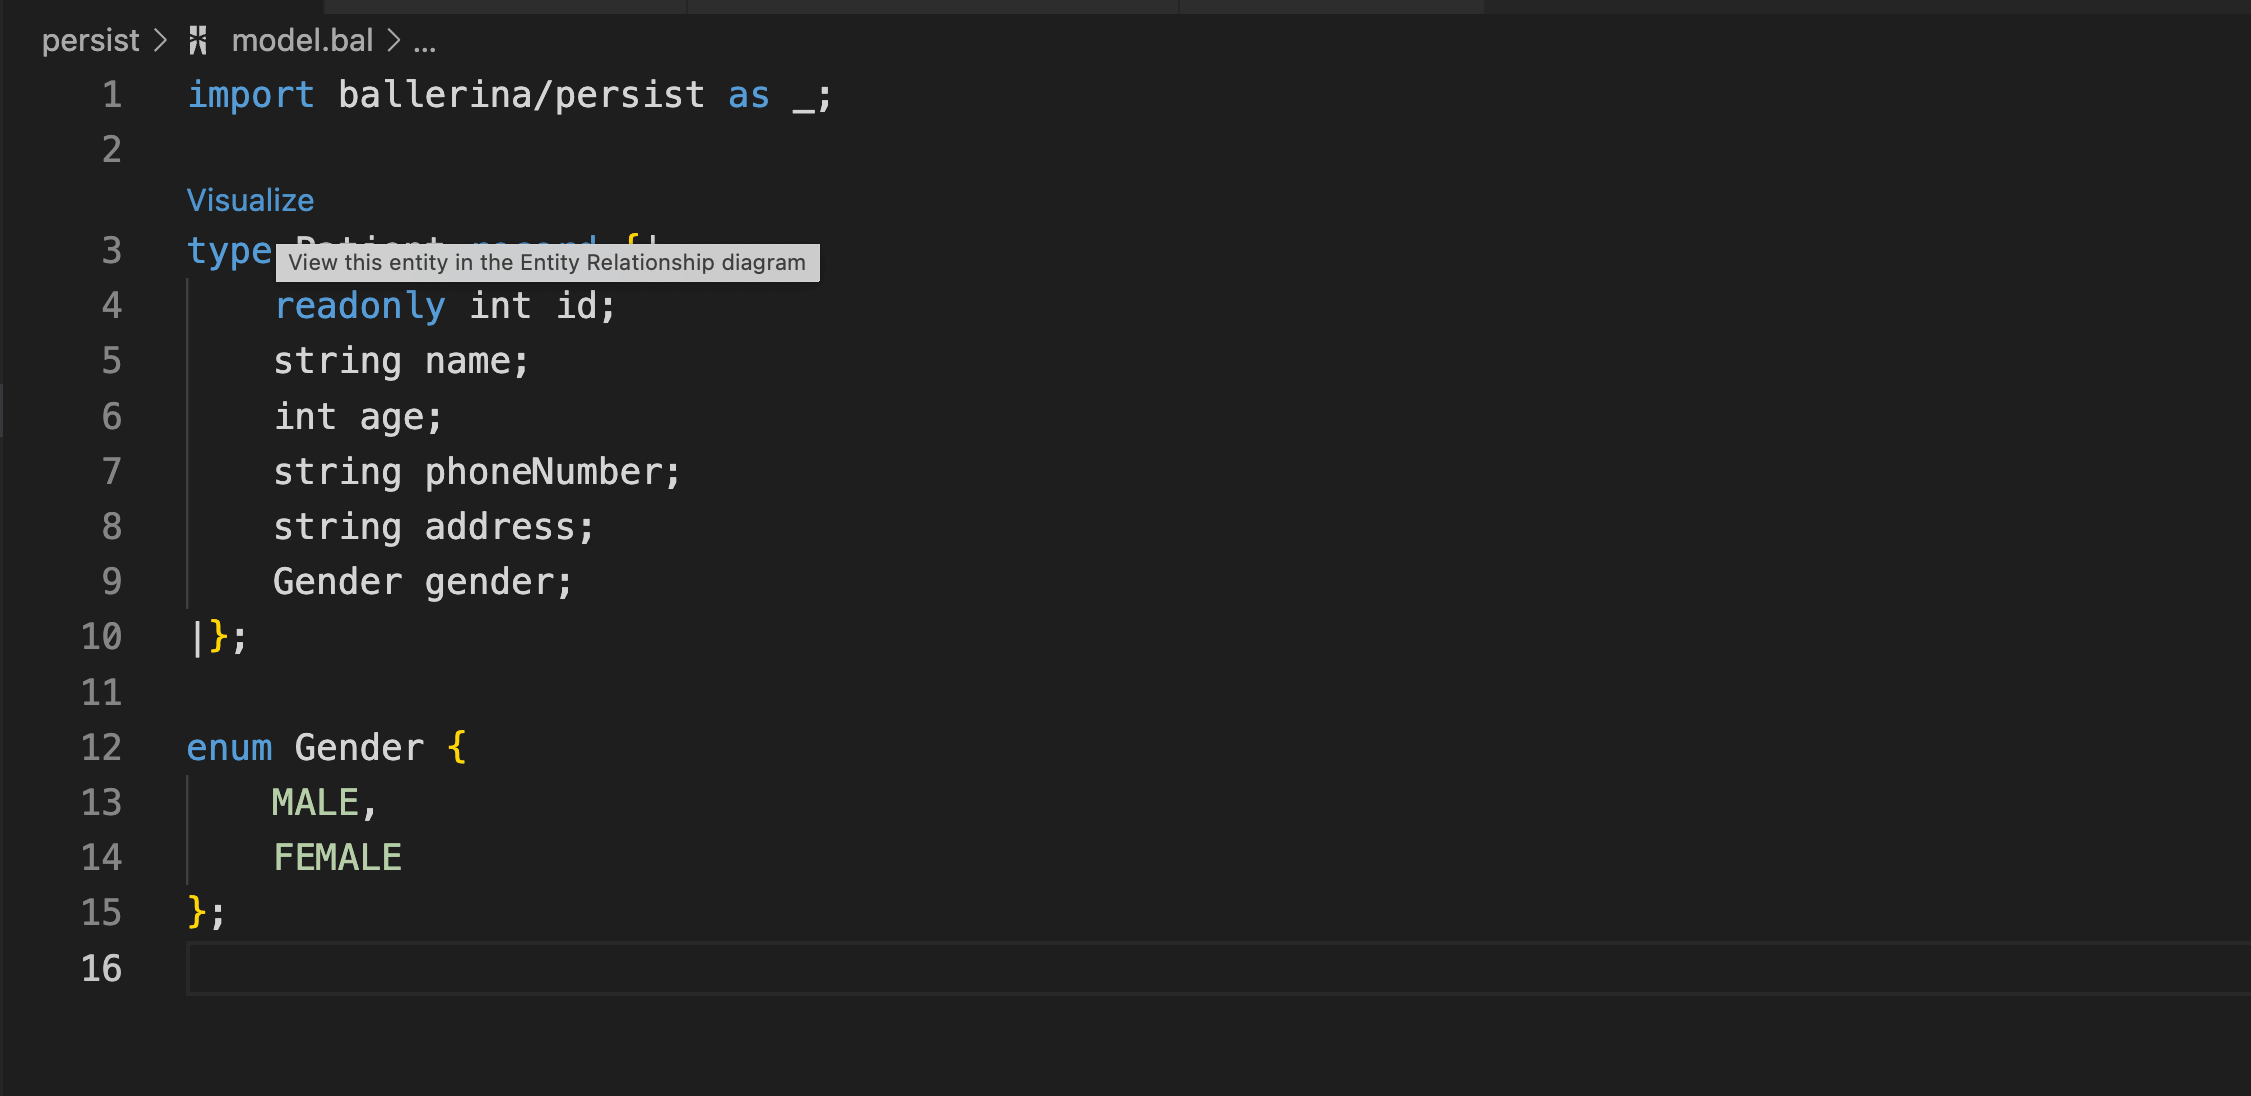 persist > model.bal > ...
1 import ballerina/persist as _;
2
Visualize
3 type Patient record {|
View this entity in the Entity Relationship diagram
4 readonly int id;
5 string name;
6 int age;
7 string phoneNumber;
8 string address;
9 Gender gender;
10 |};
11
12 enum Gender {
13 MALE,
14 FEMALE
15 };
16